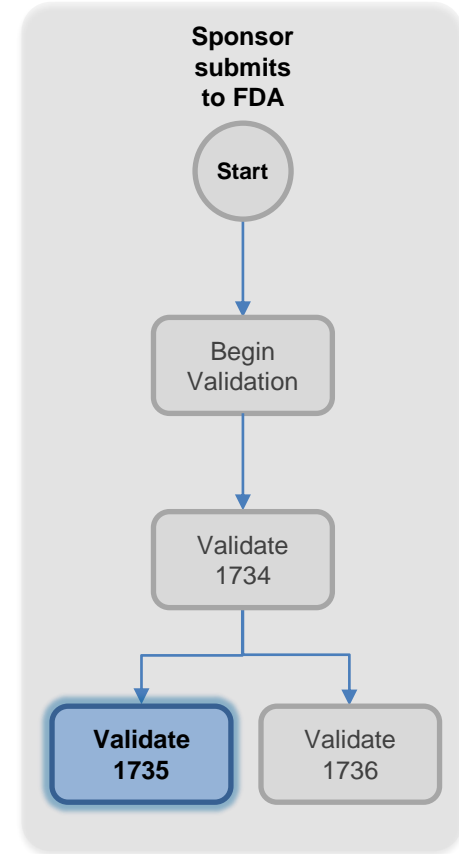 Sponsor
submits
to FDA
Start
Begin
Validation
Validate
1734
Validate
1735
Validate
1736